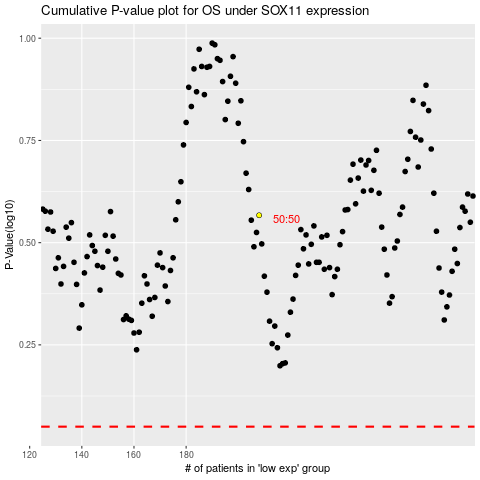 Cumulative P-value plot for OS under SOX11 expression
1.00
0.75
0.50
0.25
P-Value(log10)
50:50
120 140 160 180
# of patients in 'low exp' group